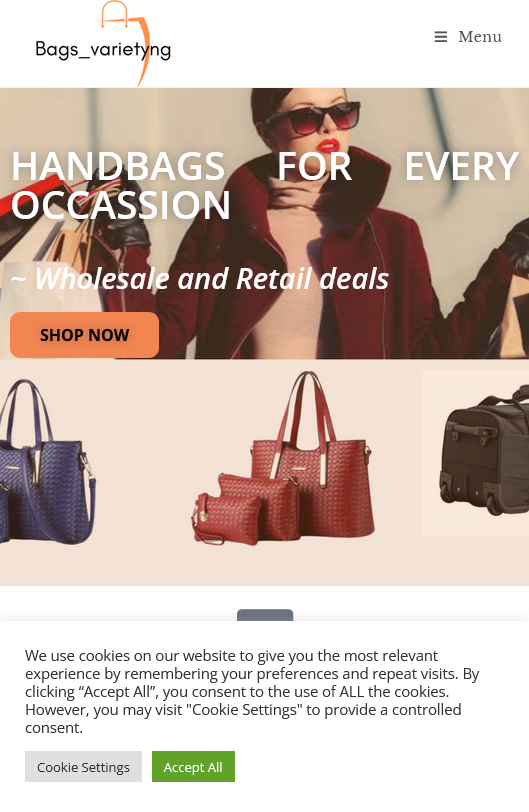 Bags_varietyng
Menu
HANDBAGS FOR EVERY
OCCASSION
~ Wholesale and Retail deals
SHOP NOW
We use cookies on our website to give you the most relevant
experience by remembering your preferences and repeat visits. By
clicking “Accept All”, you consent to the use of ALL the cookies.
However, you may visit "Cookie Settings" to provide a controlled
consent.
Cookie Settings
Accept All